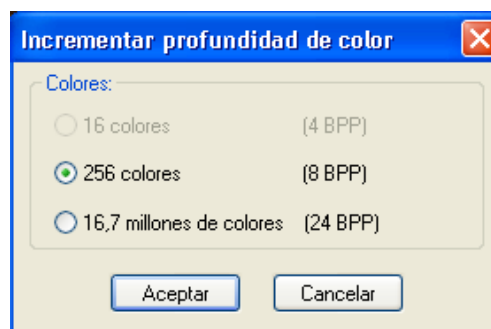 Incrementar profundidad de color
Colores:
16 colores (4 BPP)
256 colores (8 BPP)
16,7 millones de colores (24 BPP)
Aceptar Cancelar